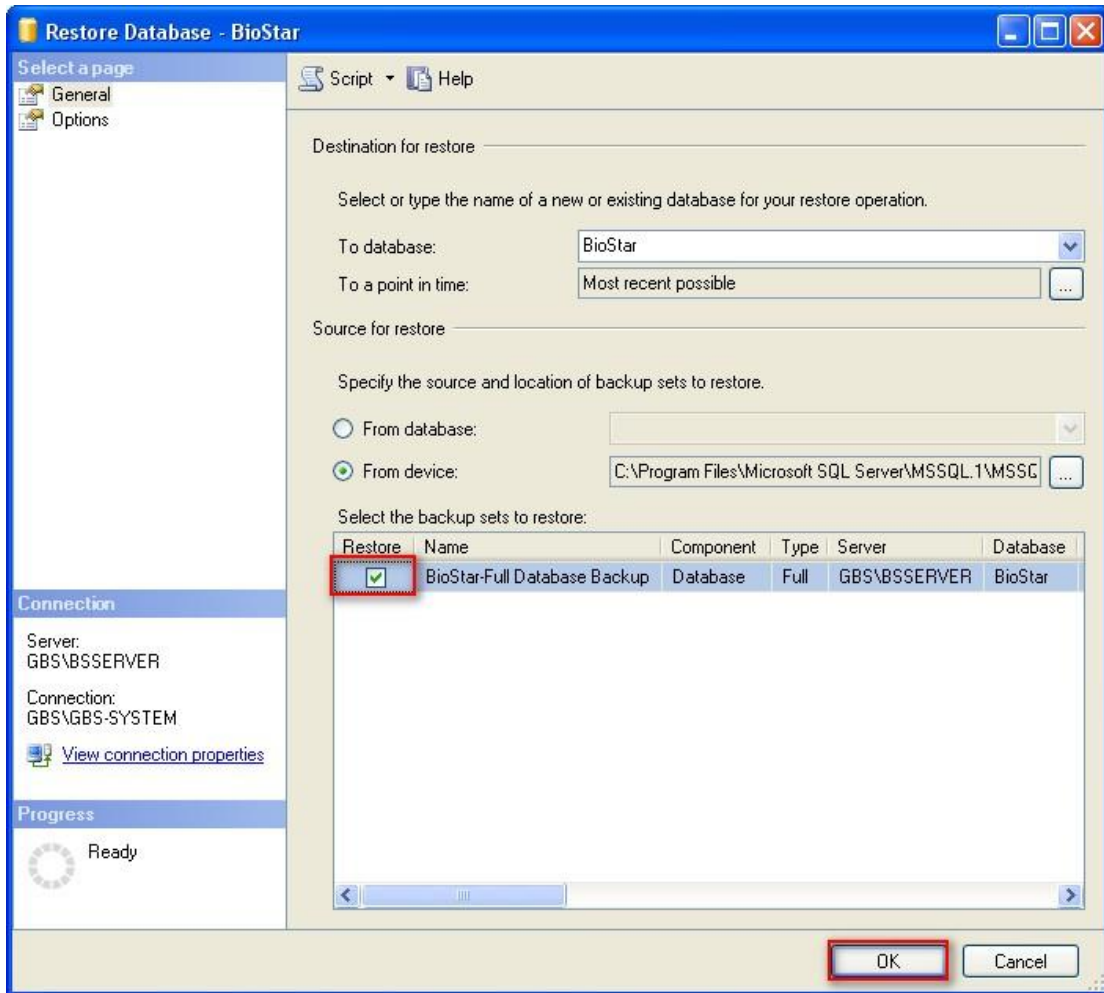 Restore Database - BioStar
Select a page
General
Options
Script Help
Destination for restore
Select or type the name of a new or existing database for your restore operation.
To database: BioStar
To a point in time: Most recent possible ...
Source for restore
Specify the source and location of backup sets to restore.
From database:
From device: C:\Program Files\Microsoft SQL Server\MSSQL.1\MSSQ ...
Select the backup sets to restore:
Restore Name Component Type Server Database
BioStar-Full Database Backup Database Full GBS\BSSERVER BioStar
Connection
Server:
GBS\BSSERVER
Connection:
GBS\GBS-SYSTEM
View connection properties
Progress
Ready
OK Cancel